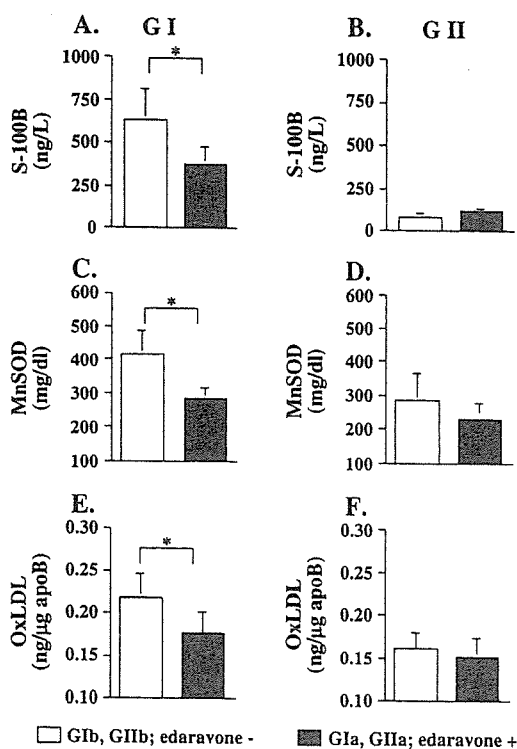 A. G I
*
1000
750
500
250
0
S-100B
(ng/L)
B. G II
1000
750
500
250
0
S-100B
(ng/L)
C.
*
600
500
400
300
200
100
MnSOD
(mg/dl)
D.
600
500
400
300
200
100
MnSOD
(mg/dl)
E.
*
0.30
0.25
0.20
0.15
0.10
OxLDL
(ng/μg apoB)
F.
0.30
0.25
0.20
0.15
0.10
OxLDL
(ng/μg apoB)
GIb, GIIb; edaravone -
GIa, GIIa; edaravone +